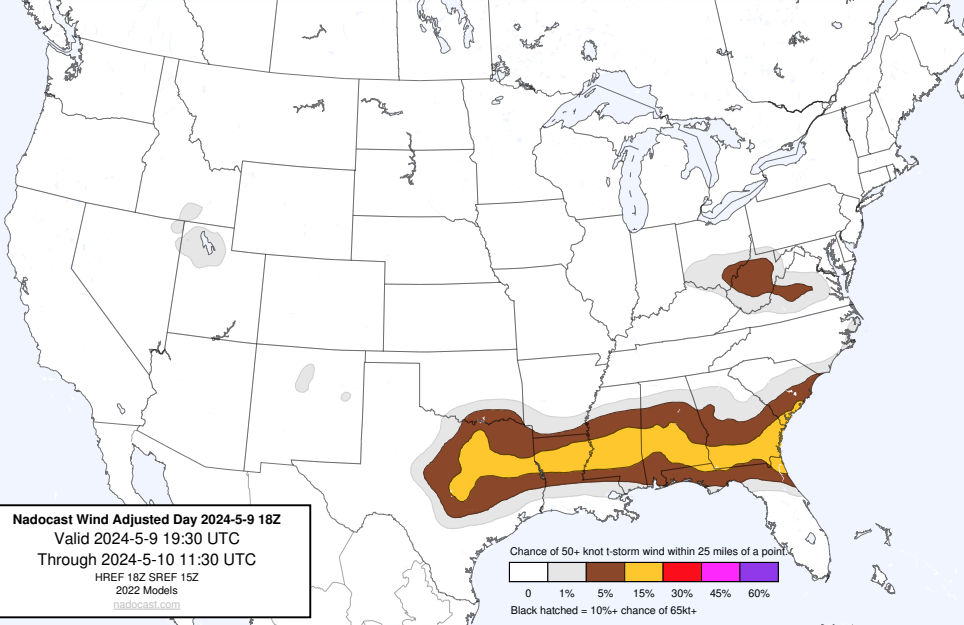 Nadocast Wind Adjusted Day 2024-5-9 18Z
Valid 2024-5-9 19:30 UTC
Through 2024-5-10 11:30 UTC
HREF 18Z SREF 15Z
2022 Models
nadocast.com
Chance of 50+ knot t-storm wind within 25 miles of a point.
0 1% 5% 15% 30% 45% 60%
Black hatched = 10%+ chance of 65kt+